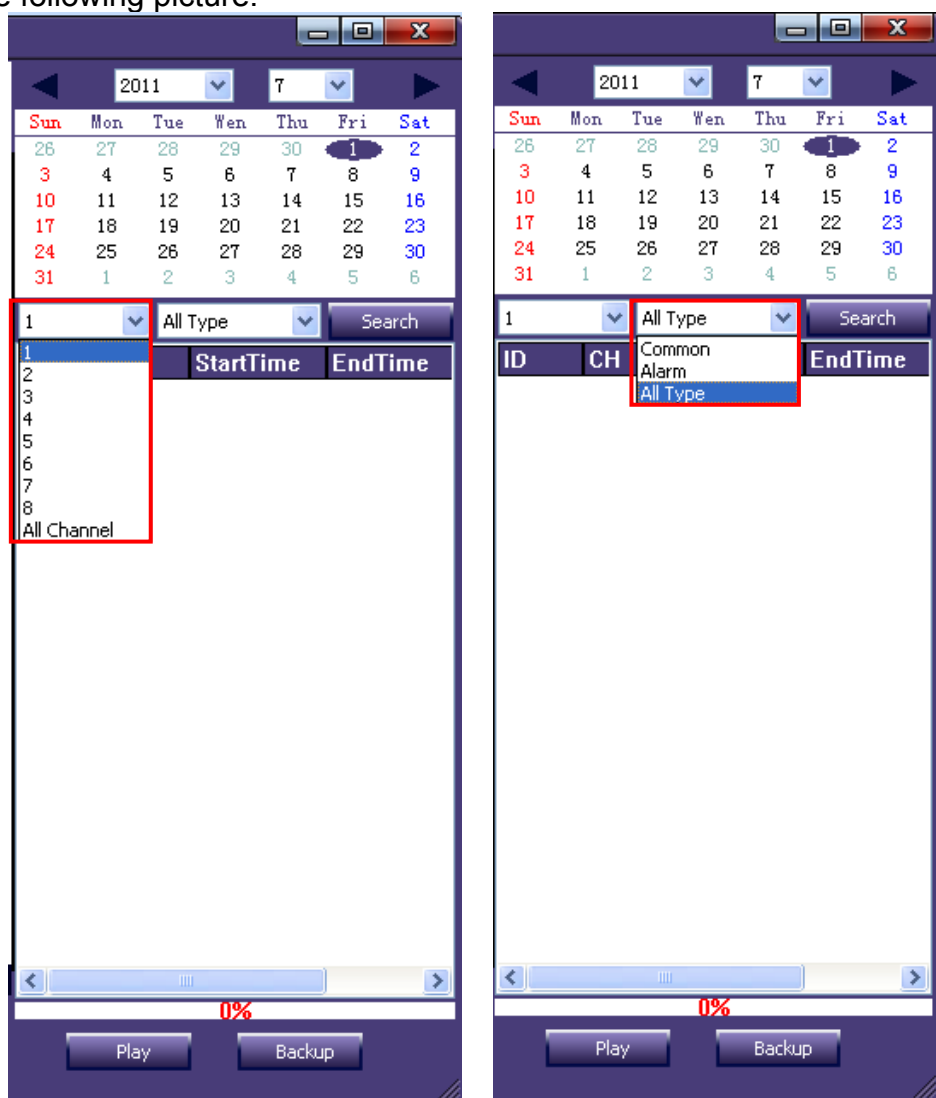 e following picture.
2011 7
Sun Mon Tue Wen Thu Fri Sat
26 27 28 29 30 1 2
3 4 5 6 7 8 9
10 11 12 13 14 15 16
17 18 19 20 21 22 23
24 25 26 27 28 29 30
31 1 2 3 4 5 6
1 All Type Search
StartTime EndTime
1
2
3
4
5
6
7
8
All Channel
0%
Play Backup
2011 7
Sun Mon Tue Wen Thu Fri Sat
26 27 28 29 30 1 2
3 4 5 6 7 8 9
10 11 12 13 14 15 16
17 18 19 20 21 22 23
24 25 26 27 28 29 30
31 1 2 3 4 5 6
1 All Type Search
ID CH EndTime
Common
Alarm
All Type
0%
Play Backup